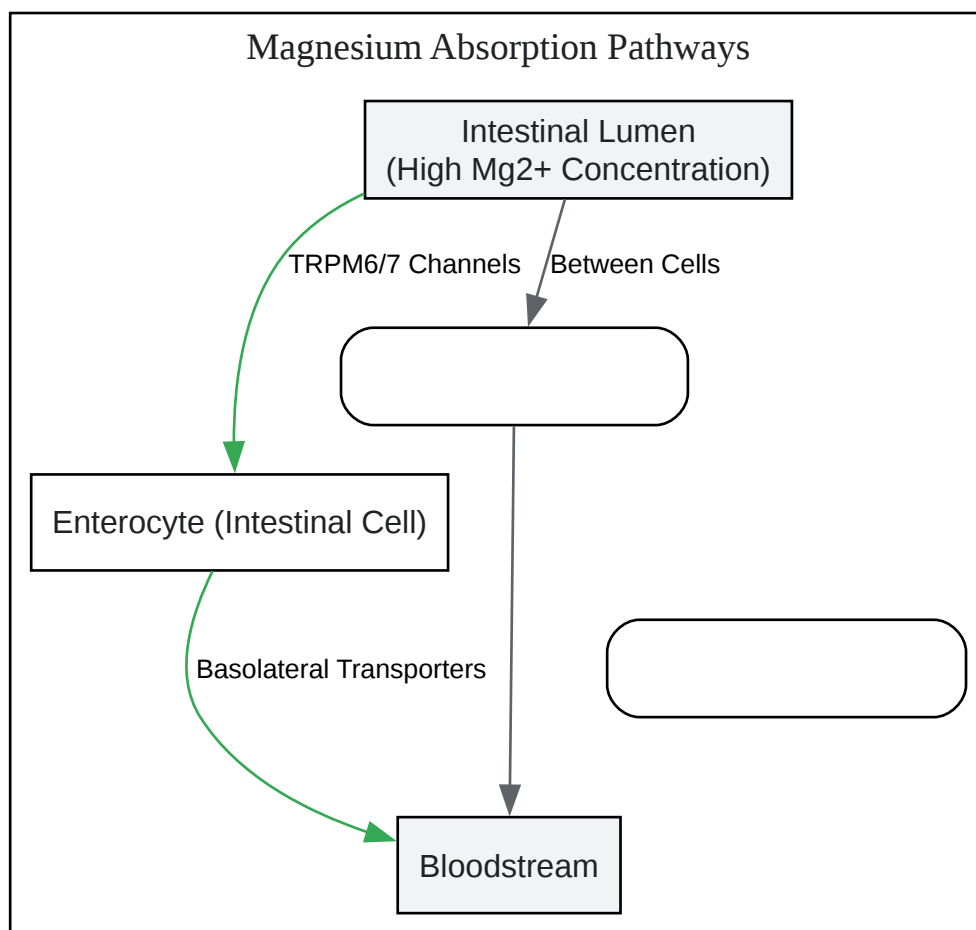 Magnesium Absorption Pathways
Intestinal Lumen
(High Mg2+ Concentration)
TRPM6/7 Channels
Between Cells
Enterocyte (Intestinal Cell)
Basolateral Transporters
Bloodstream